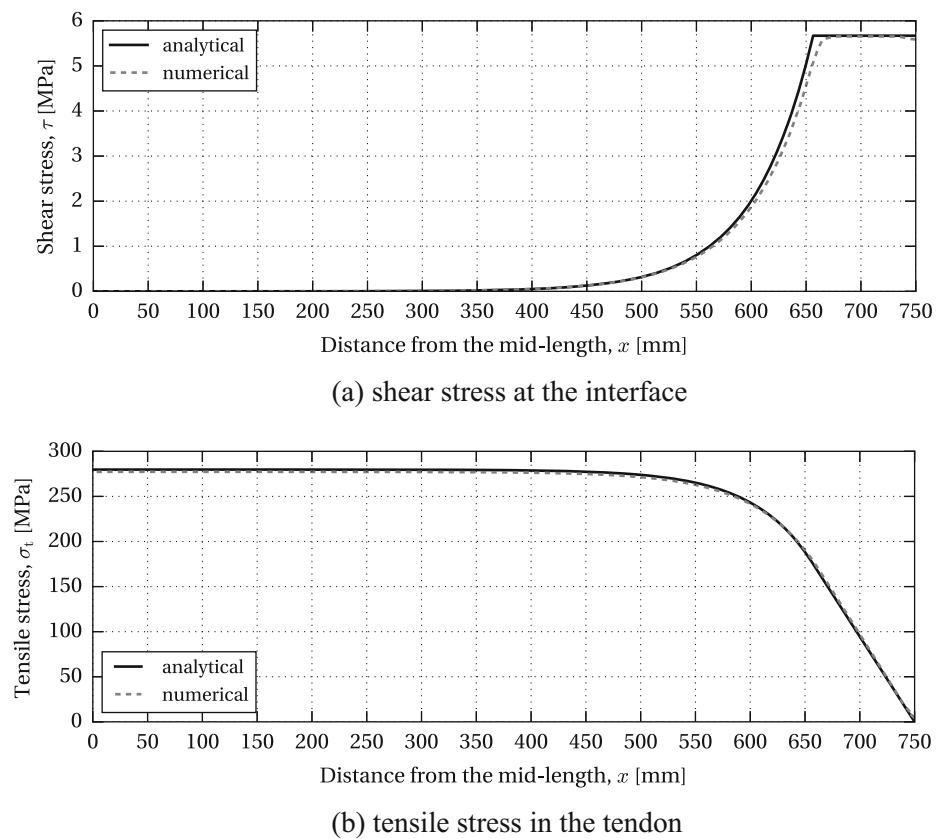 6
5
4
3
2
1
0
Shear stress, τ [MPa]
analytical
numerical
0 50 100 150 200 250 300 350 400 450 500 550 600 650 700 750
Distance from the mid-length, x [mm]
(a) shear stress at the interface
300
250
200
150
100
50
0
Tensile stress, σt [MPa]
analytical
numerical
0 50 100 150 200 250 300 350 400 450 500 550 600 650 700 750
Distance from the mid-length, x [mm]
(b) tensile stress in the tendon